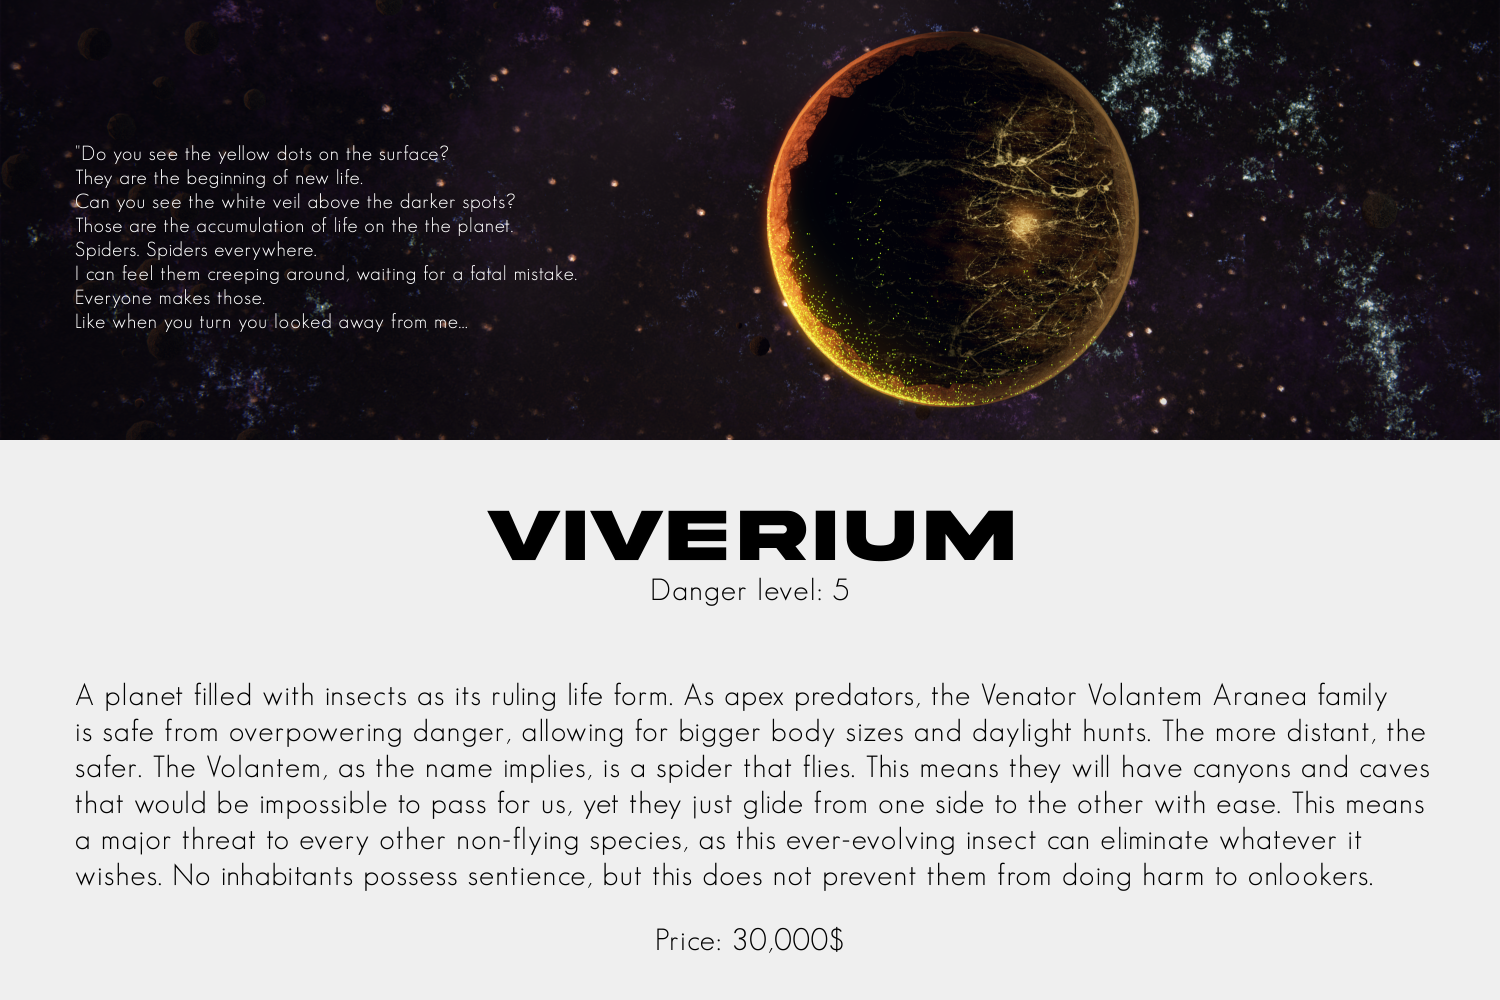 "Do you see the yellow dots on the surface?
They are the beginning of new life.
Can you see the white veil above the darker spots?
Those are the accumulation of life on the the planet.
Spiders. Spiders everywhere.
I can feel them creeping around, waiting for a fatal mistake.
Everyone makes those.
Like when you turn you looked away from me...
VIVERIUM
Danger level: 5
A planet filled with insects as its ruling life form. As apex predators, the Venator Volantem Aranea family
is safe from overpowering danger, allowing for bigger body sizes and daylight hunts. The more distant, the
safer. The Volantem, as the name implies, is a spider that flies. This means they will have canyons and caves
that would be impossible to pass for us, yet they just glide from one side to the other with ease. This means
a major threat to every other non-flying species, as this ever-evolving insect can eliminate whatever it
wishes. No inhabitants possess sentience, but this does not prevent them from doing harm to onlookers.
Price: 30,000$